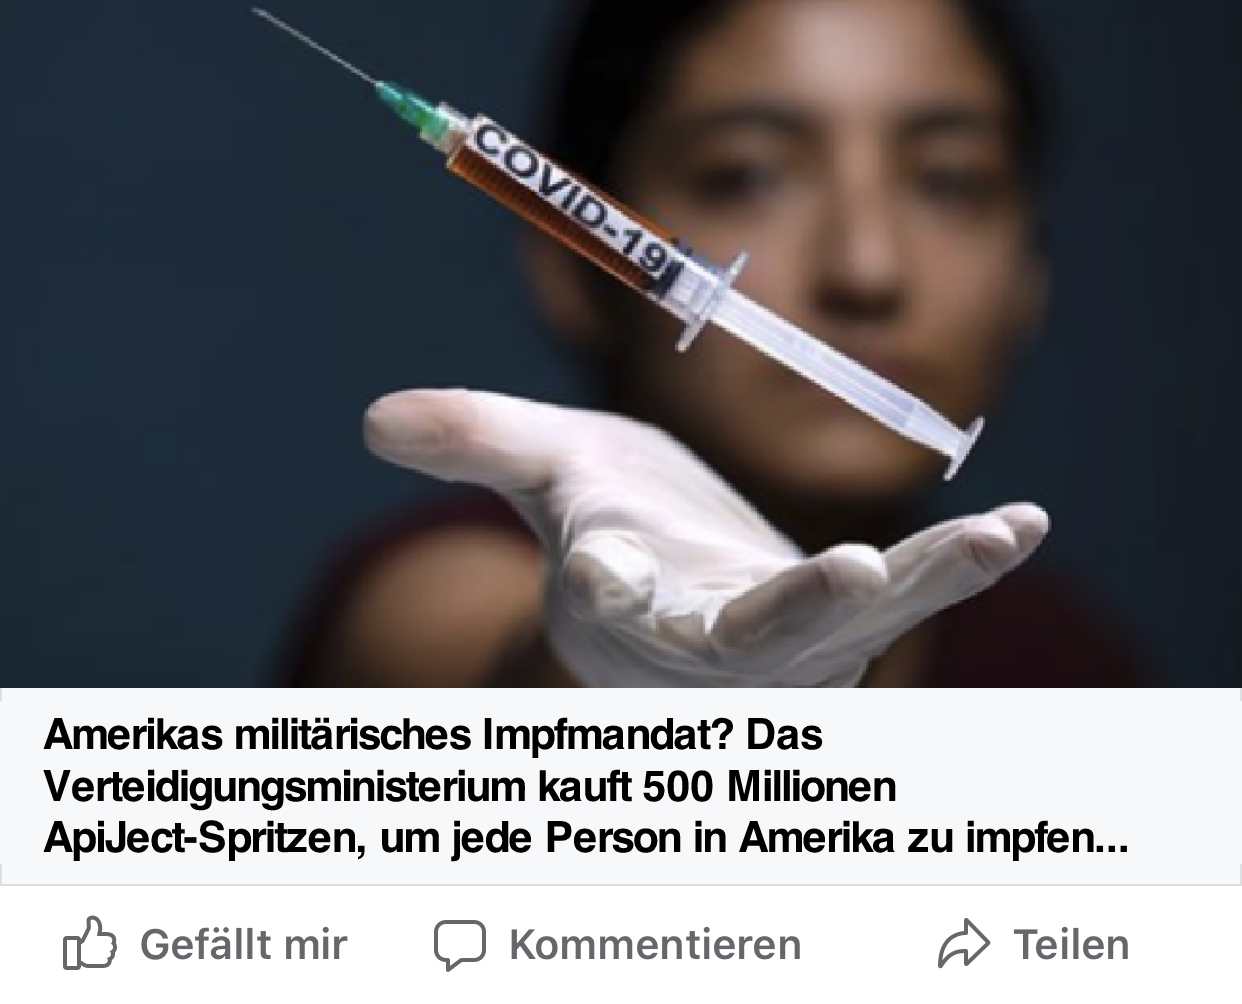 COVID-19
Amerikas militärisches Impfmandat? Das
Verteidigungsministerium kauft 500 Millionen
ApiJect-Spritzen, um jede Person in Amerika zu impfen...
Gefällt mir
Kommentieren
Teilen